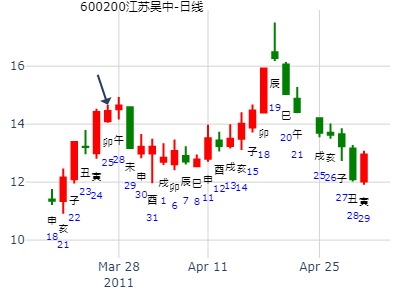 600200江苏吴中-日线
16
14
12
10
申
18
亥
21
子
22
丑
23
寅
24
卯
25
午
28
未
29
申
30
酉
31
戌
1
卯
6
辰
7
巳
8
申
11
酉
12
戌
13
亥
14
子
15
卯
18
辰
19
巳
20
午
21
戌
25
亥
26
子
27
丑
28
寅
29
Mar 28
2011
Apr 11
Apr 25